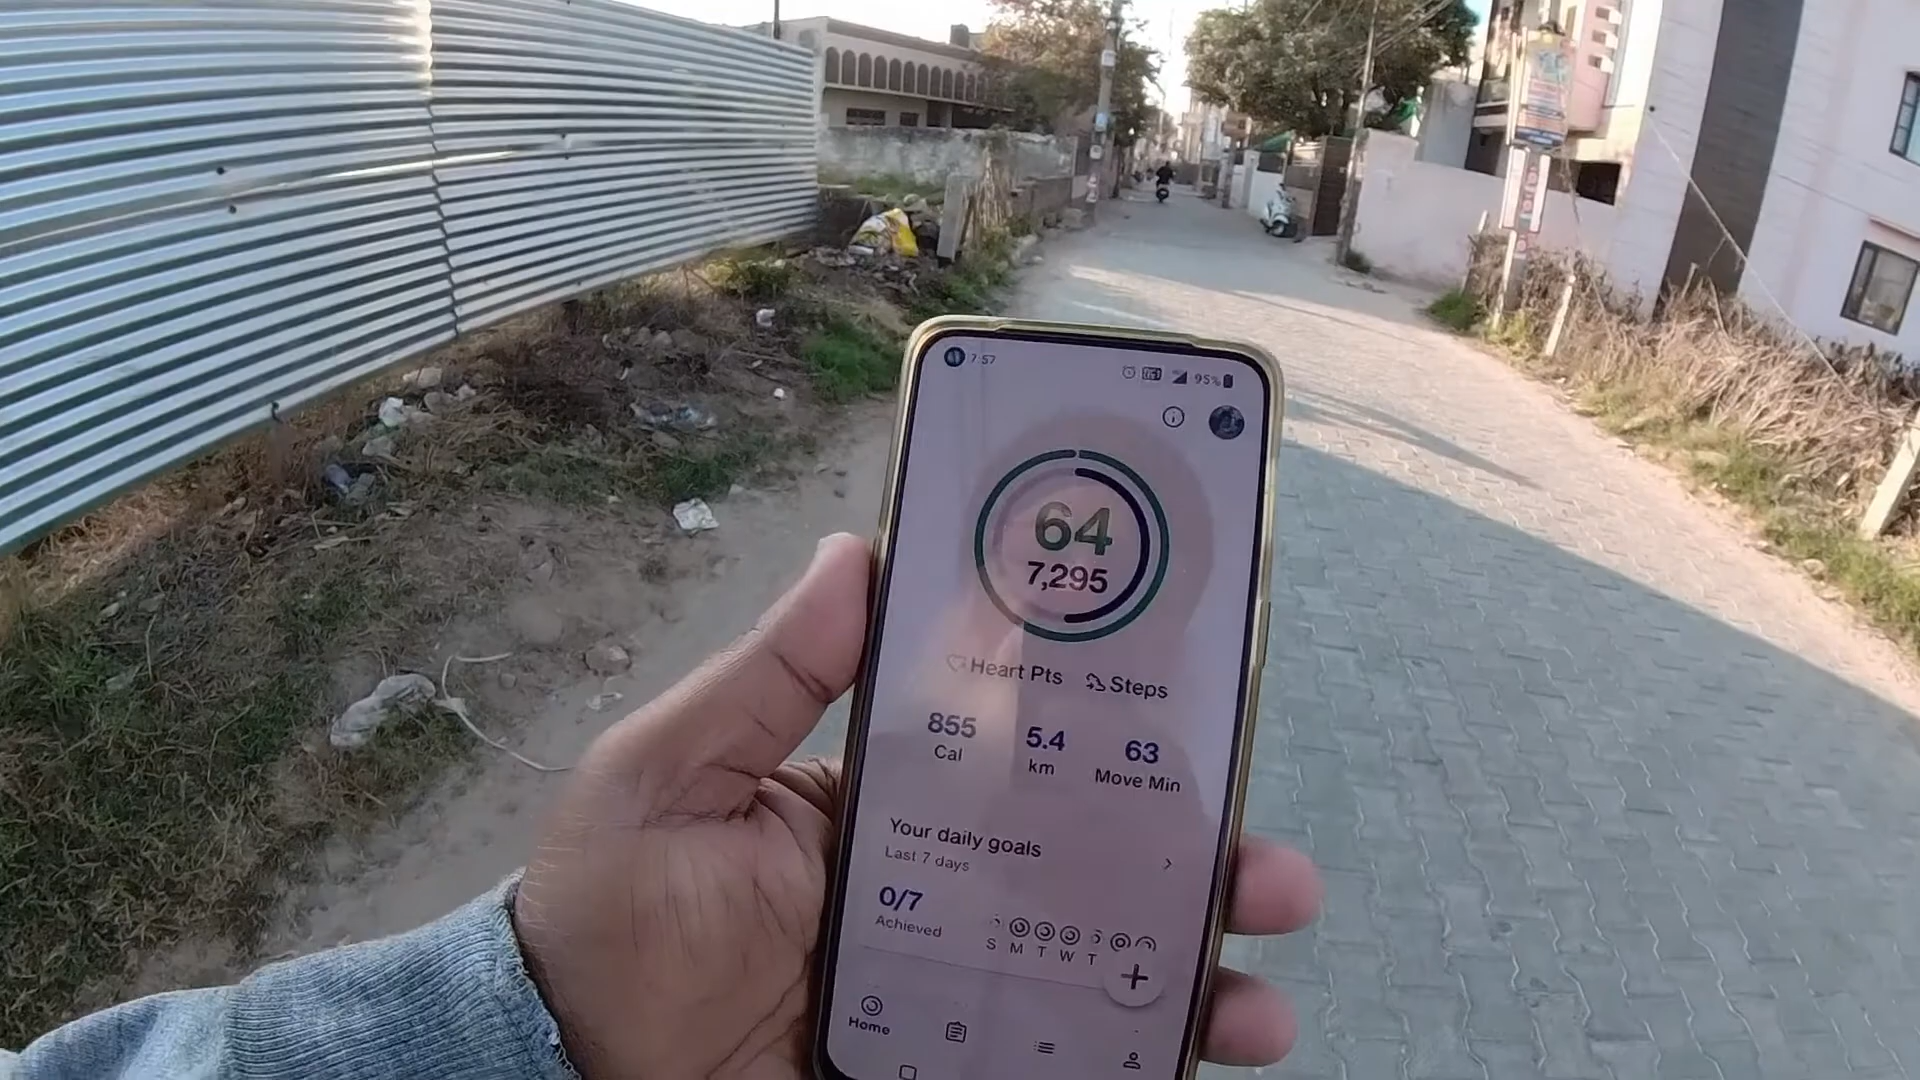 7:57 95%
64
7,295
Heart Pts Steps
855 5.4 63
Cal km Move Min
Your daily goals
Last 7 days
0/7
Achieved
S M T W T
Home